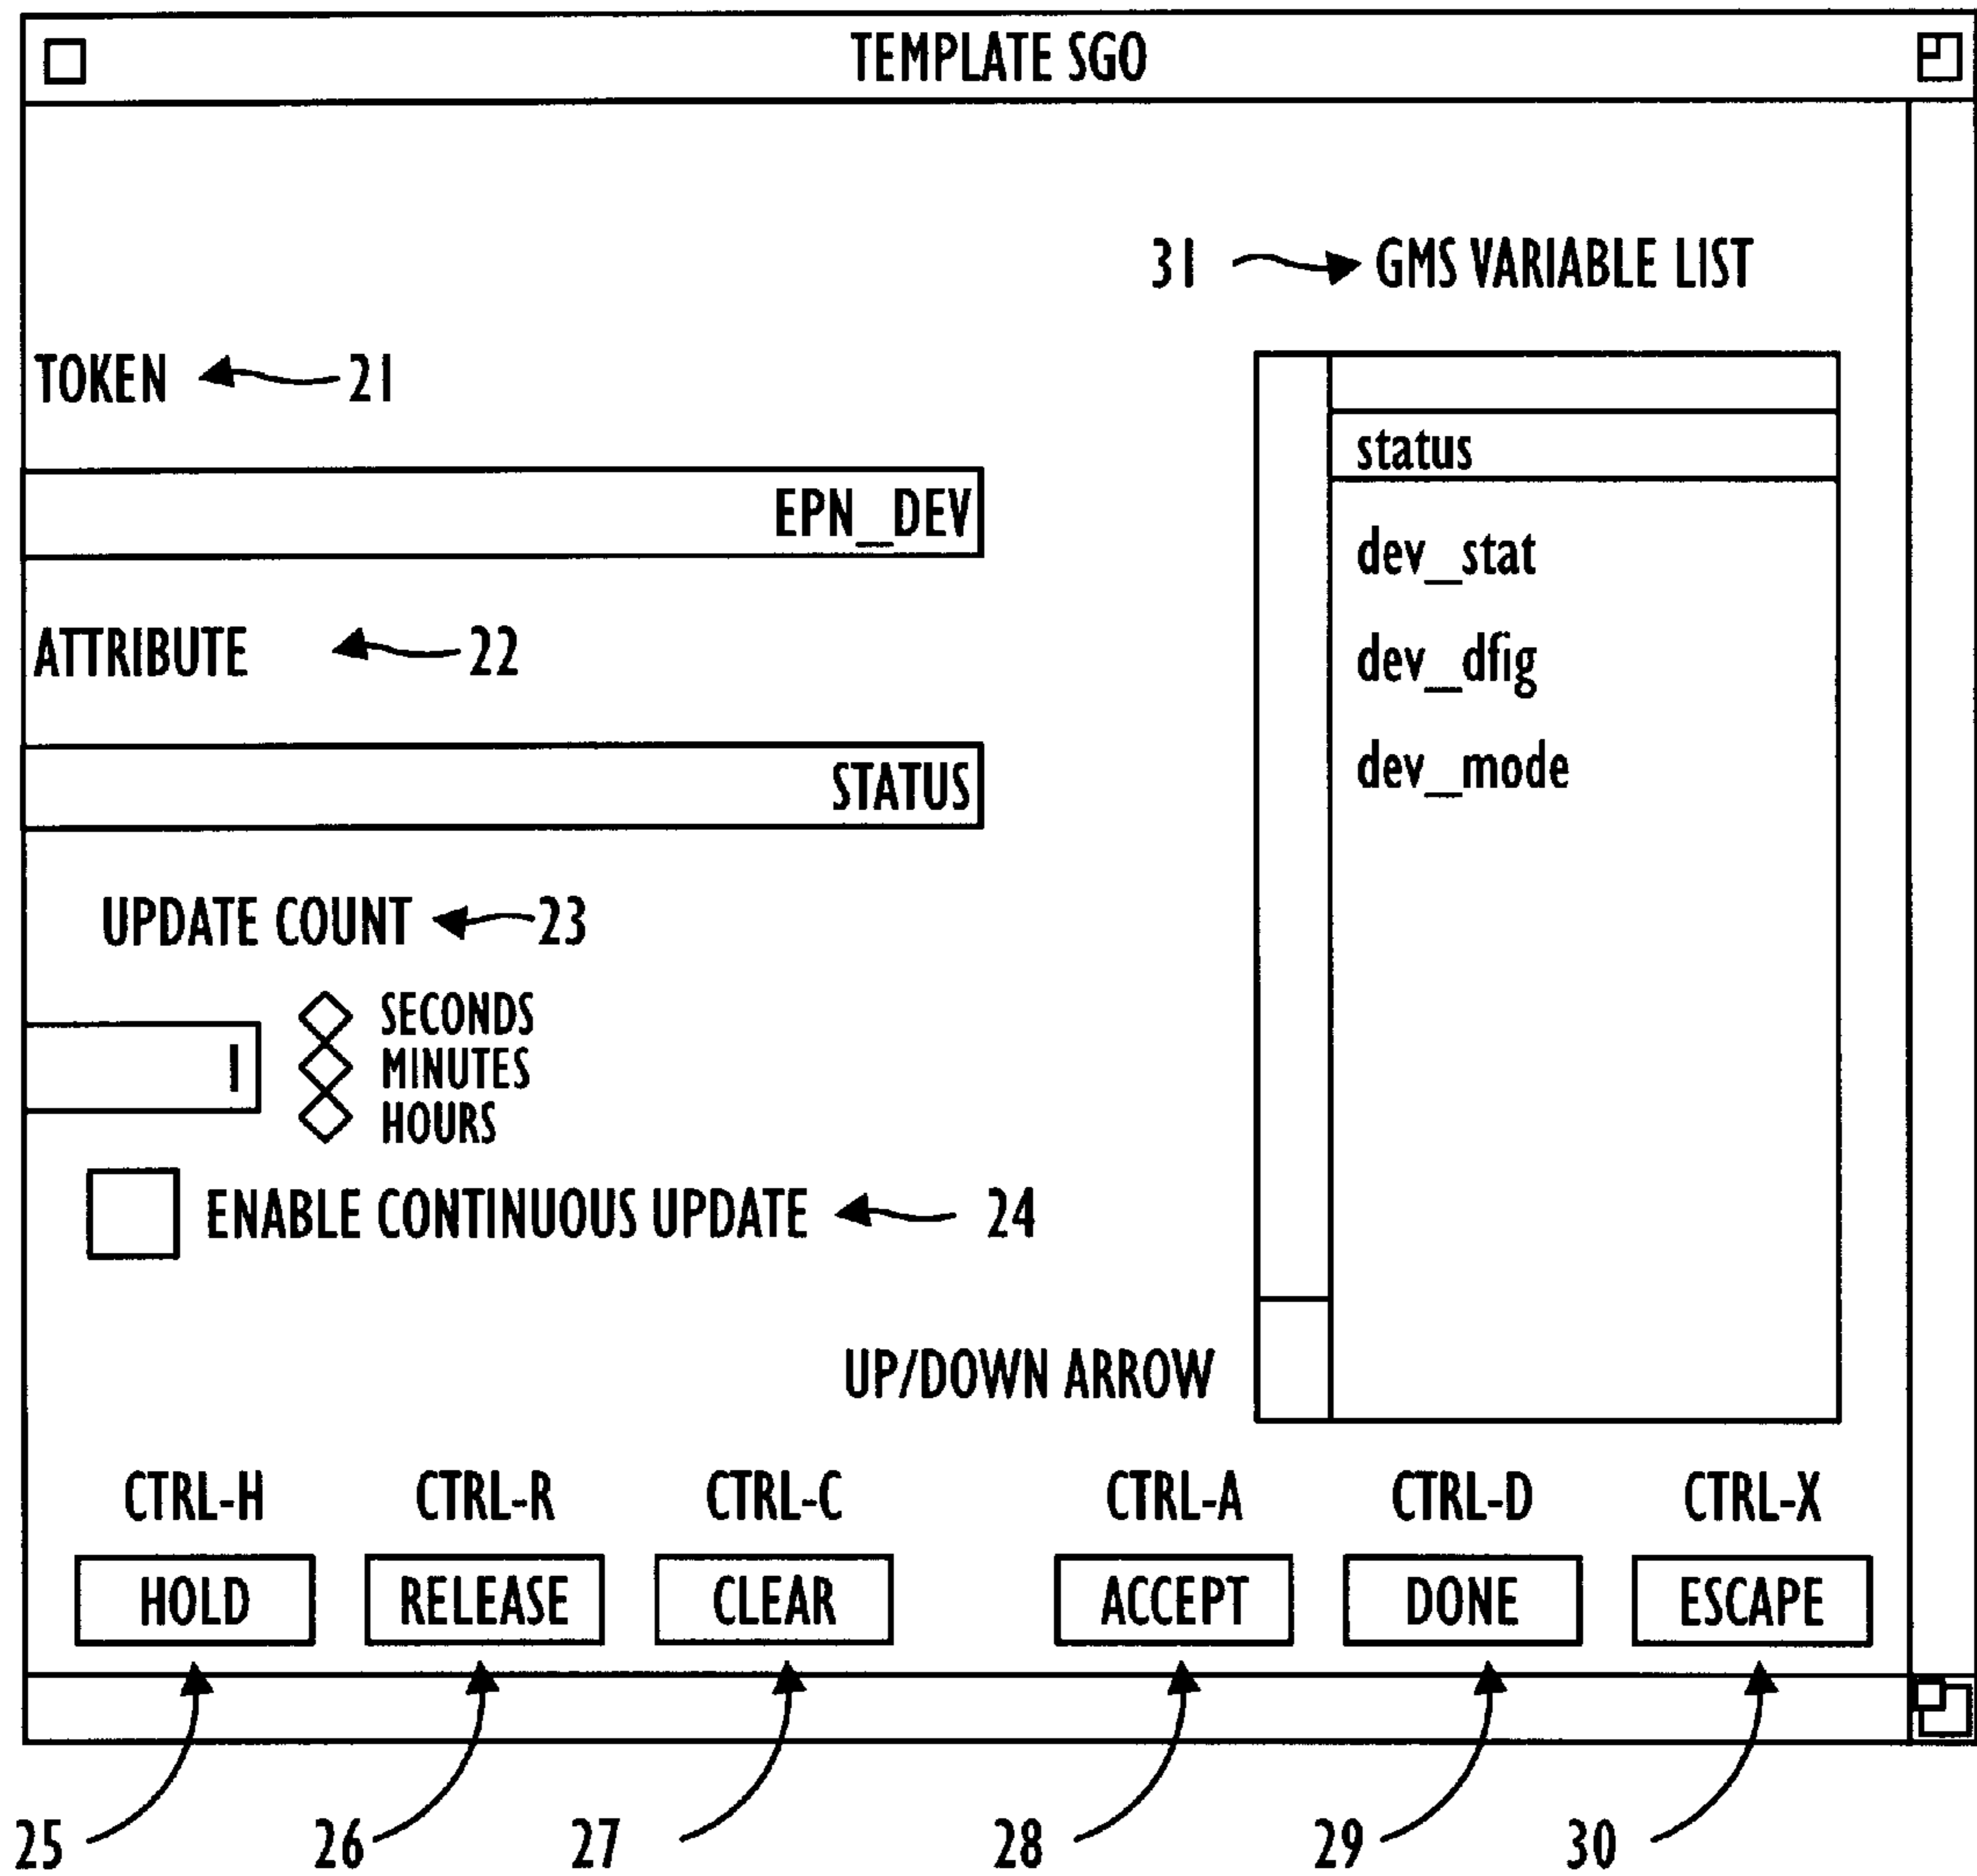 TEMPLATE SGO
31 GMS VARIABLE LIST
TOKEN 21
EPN_DEV
ATTRIBUTE 22
STATUS
UPDATE COUNT 23
1
SECONDS
MINUTES
HOURS
ENABLE CONTINUOUS UPDATE 24
status
dev_stat
dev_dfig
dev_mode
UP/DOWN ARROW
CTRL-H CTRL-R CTRL-C CTRL-A CTRL-D CTRL-X
HOLD RELEASE CLEAR ACCEPT DONE ESCAPE
25 26 27 28 29 30